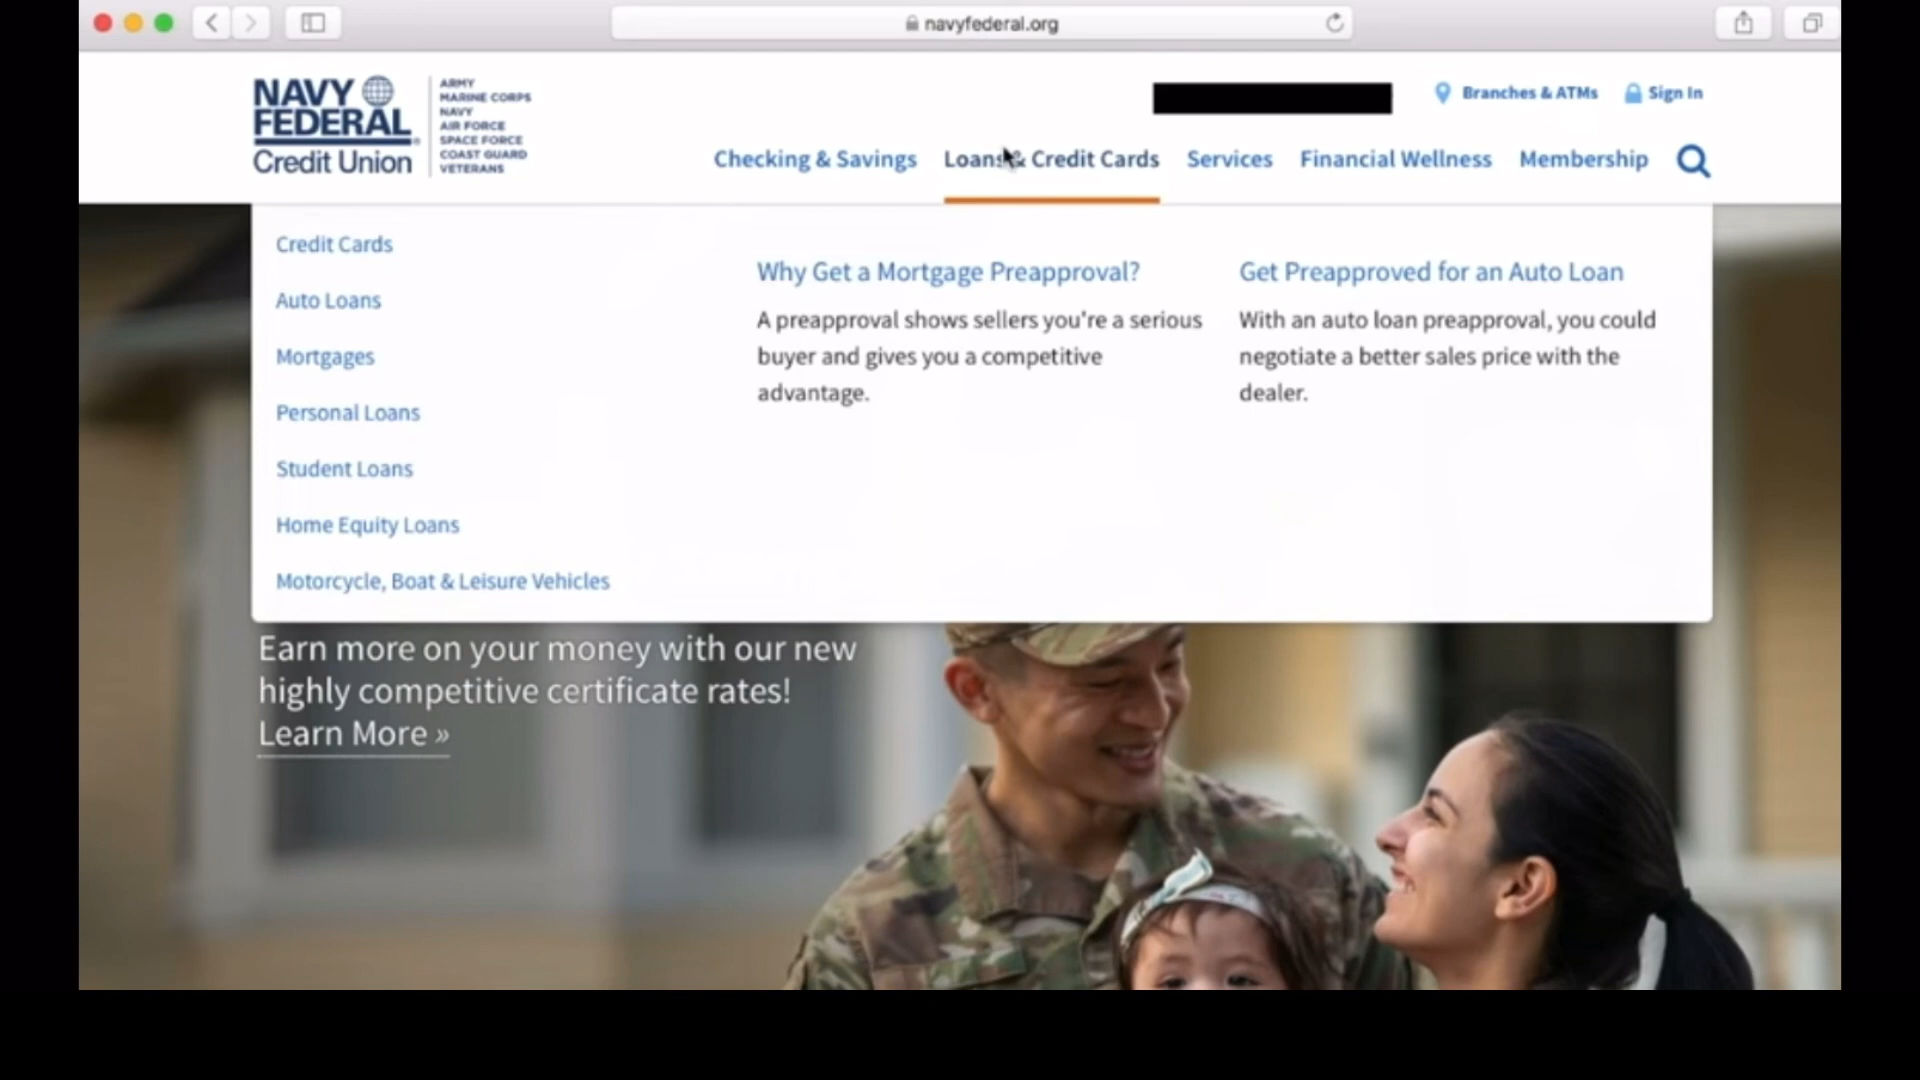 navyfederal.org
NAVY
FEDERAL
Credit Union
ARMY
MARINE CORPS
NAVY
AIR FORCE
SPACE FORCE
COAST GUARD
VETERANS
Branches & ATMs
Sign In
Checking & Savings
Loans & Credit Cards
Services
Financial Wellness
Membership
Credit Cards
Auto Loans
Mortgages
Personal Loans
Student Loans
Home Equity Loans
Motorcycle, Boat & Leisure Vehicles
Why Get a Mortgage Preapproval?
A preapproval shows sellers you're a serious
buyer and gives you a competitive
advantage.
Get Preapproved for an Auto Loan
With an auto loan preapproval, you could
negotiate a better sales price with the
dealer.
Earn more on your money with our new
highly competitive certificate rates!
Learn More »